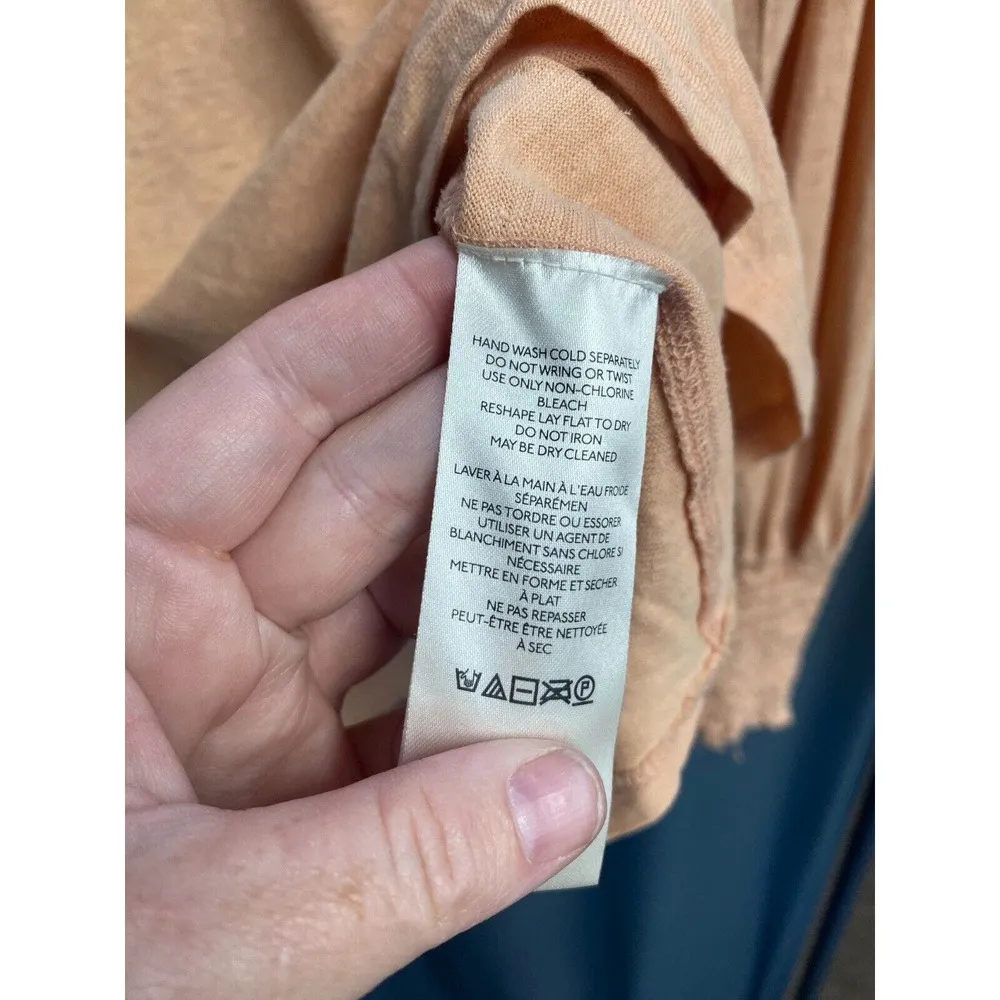 HAND WASH COLD SEPARATELY
DO NOT WRING OR TWIST
USE ONLY NON-CHLORINE
BLEACH
RESHAPE LAY FLAT TO DRY
DO NOT IRON
MAY BE DRY CLEANED
LAVER À LA MAIN À L'EAU FROIDE
SÉPARÉMEN
NE PAS TORDRE OU ESSORER
UTILISER UN AGENT DE
BLANCHIMENT SANS CHLORE SI
NÉCESSAIRE
METTRE EN FORME ET SECHER
À PLAT
NE PAS REPASSER
PEUT-ÊTRE ÊTRE NETTOYÉE
À SEC
P